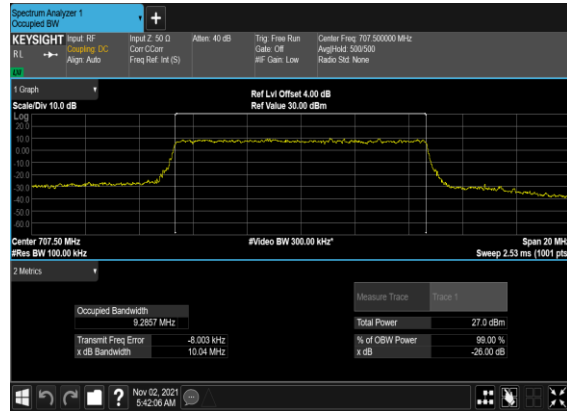 Spectrum Analyzer 1
Occupied BW
+
KEYSIGHT Input: RF Input Z: 50 Ω Atten: 40 dB Trig: Free Run Center Freq: 707.500000 MHz
RL Coupling: DC Corr CCorr Gate: Off Avg|Hold: 500/500
Align: Auto Freq Ref: Int (S) #IF Gain: Low Radio Std: None
1 Graph
Ref Lvl Offset 4.00 dB
Scale/Div 10.0 dB Ref Value 30.00 dBm
Log
20.0
10.0
0.00
-10.0
-20.0
-30.0
-40.0
-50.0
-60.0
Center 707.50 MHz #Video BW 300.00 kHz* Span 20 MHz
#Res BW 100.00 kHz Sweep 2.53 ms (1001 pts
2 Metrics
Measure Trace Trace 1
Occupied Bandwidth
9.2857 MHz Total Power 27.0 dBm
Transmit Freq Error -8.003 kHz % of OBW Power 99.00 %
x dB Bandwidth 10.04 MHz x dB -26.00 dB
? Nov 02, 2021
5:42:06 AM